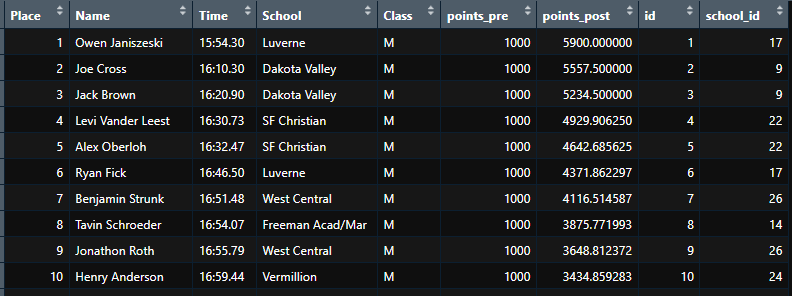 Place Name Time School Class points_pre points_post id school_id
1 Owen Janiszeski 15:54.30 Luverne M 1000 5900.000000 1 17
2 Joe Cross 16:10.30 Dakota Valley M 1000 5557.500000 2 9
3 Jack Brown 16:20.90 Dakota Valley M 1000 5234.500000 3 9
4 Levi Vander Leest 16:30.73 SF Christian M 1000 4929.906250 4 22
5 Alex Oberloh 16:32.47 SF Christian M 1000 4642.685625 5 22
6 Ryan Fick 16:46.50 Luverne M 1000 4371.862297 6 17
7 Benjamin Strunk 16:51.48 West Central M 1000 4116.514587 7 26
8 Tavin Schroeder 16:54.07 Freeman Acad/Mar M 1000 3875.771993 8 14
9 Jonathon Roth 16:55.79 West Central M 1000 3648.812372 9 26
10 Henry Anderson 16:59.44 Vermillion M 1000 3434.859283 10 24